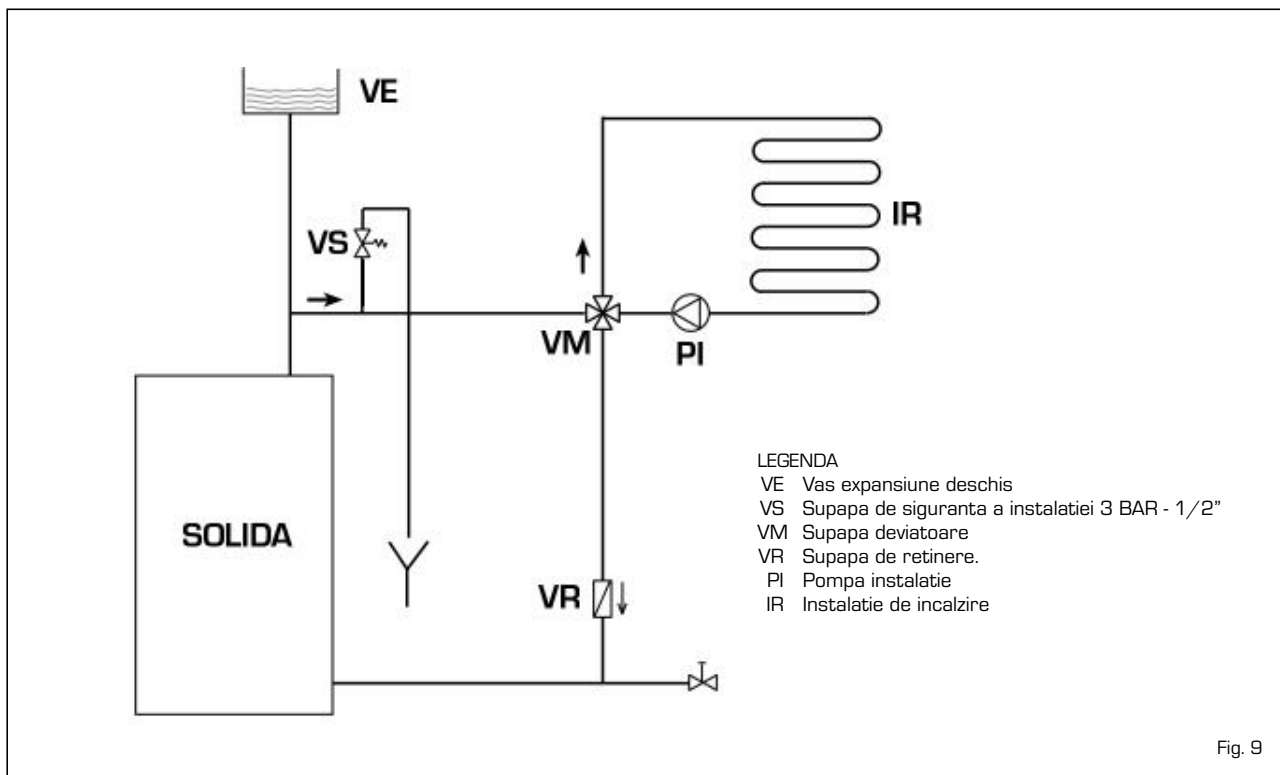 VE
VS
IR
VM
PI
SOLIDA
VR
LEGENDA
VE Vas expansiune deschis
VS Supapa de siguranta a instalatiei 3 BAR - 1/2”
VM Supapa deviatoare
VR Supapa de retinere.
PI Pompa instalatie
IR Instalatie de incalzire
Fig. 9